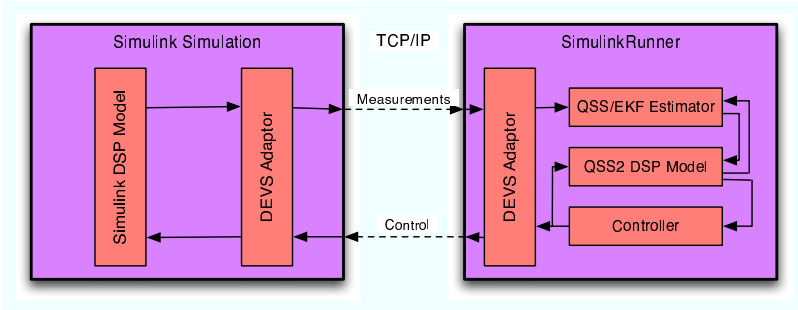 Simulink Simulation
TCP/IP
SimulinkRunner
Simulink DSP Model
DEVS Adaptor
Measurements
DEVS Adaptor
QSS/EKF Estimator
QSS2 DSP Model
Control
Controller